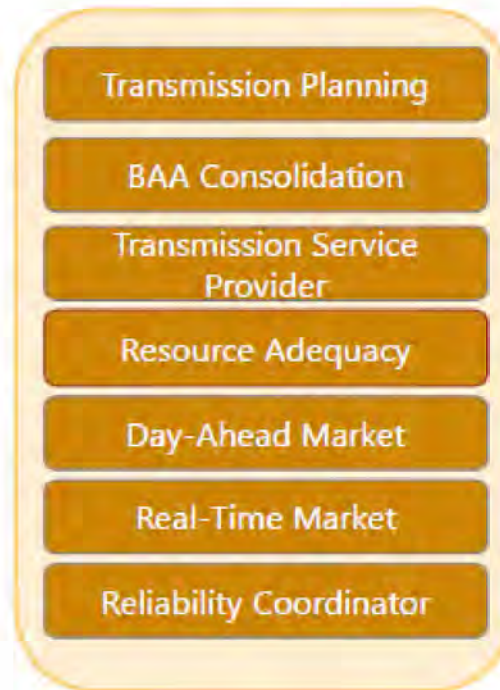 Transmission Planning
BAA Consolidation
Transmission Service
Provider
Resource Adequacy
Day-Ahead Market
Real-Time Market
Reliability Coordinator